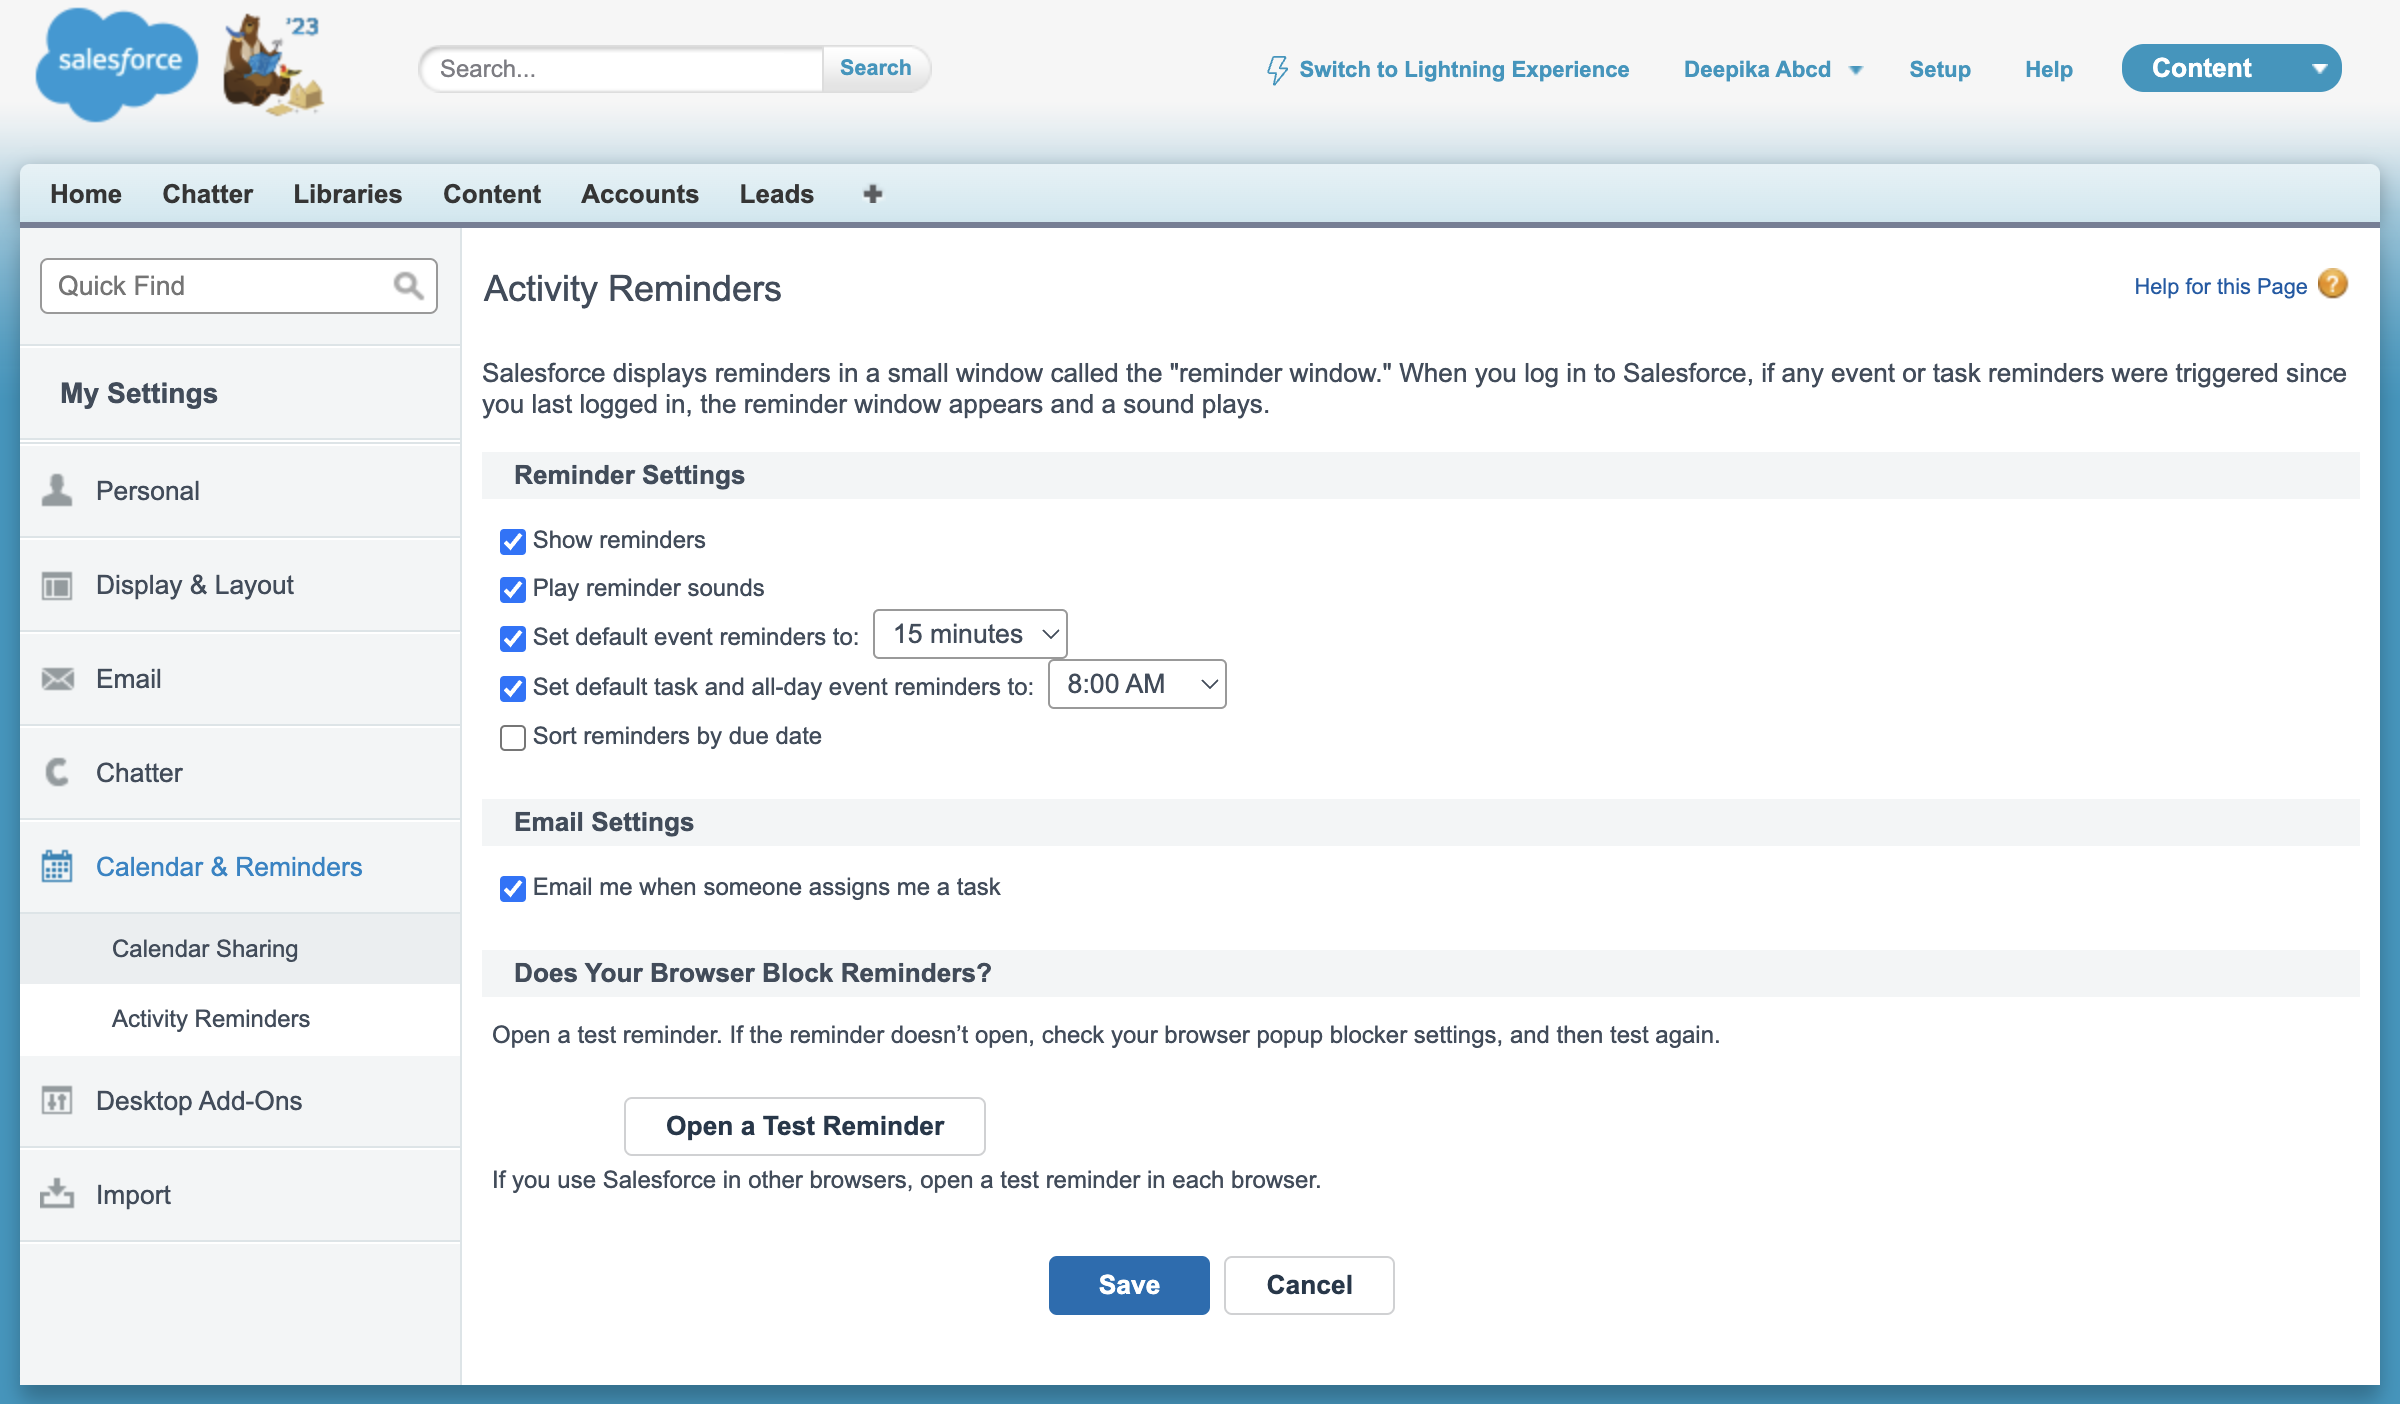 salesforce
'23
Search...
Search
Switch to Lightning Experience
Deepika Abcd
Setup
Help
Content
Home
Chatter
Libraries
Content
Accounts
Leads
Quick Find
My Settings
Personal
Display & Layout
Email
Chatter
Calendar & Reminders
Calendar Sharing
Activity Reminders
Desktop Add-Ons
Import
Activity Reminders
Help for this Page
?
Salesforce displays reminders in a small window called the "reminder window." When you log in to Salesforce, if any event or task reminders were triggered since
you last logged in, the reminder window appears and a sound plays.
Reminder Settings
Show reminders
Play reminder sounds
Set default event reminders to: 15 minutes
Set default task and all-day event reminders to: 8:00 AM
Sort reminders by due date
Email Settings
Email me when someone assigns me a task
Does Your Browser Block Reminders?
Open a test reminder. If the reminder doesn’t open, check your browser popup blocker settings, and then test again.
Open a Test Reminder
If you use Salesforce in other browsers, open a test reminder in each browser.
Save
Cancel